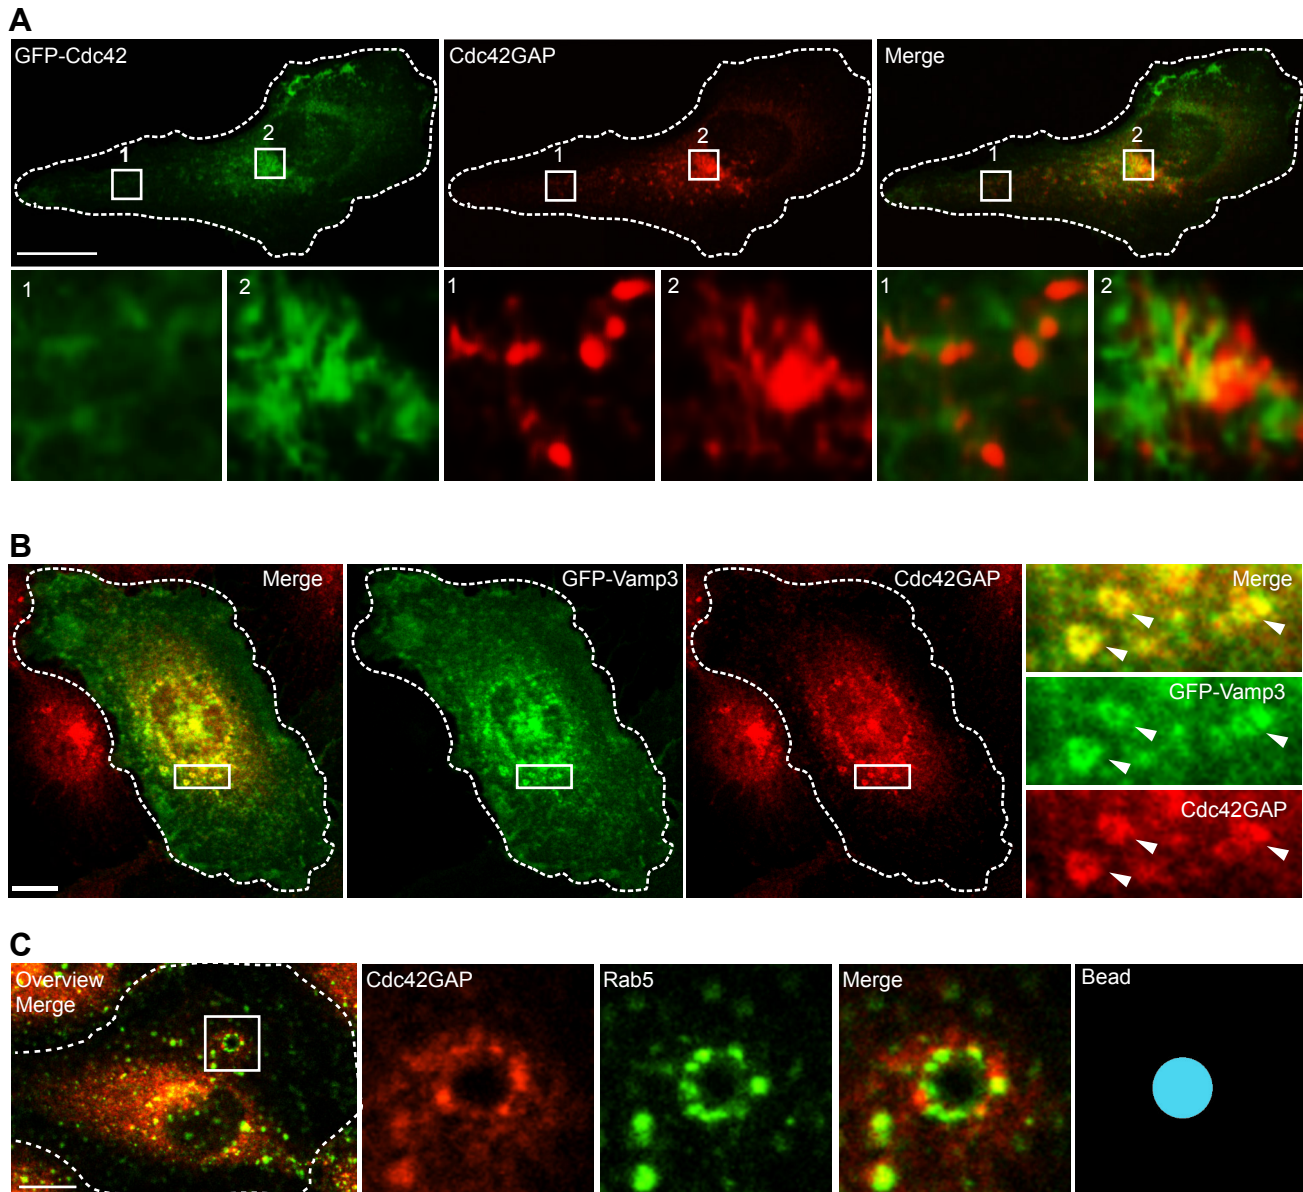 A
GFP-Cdc42
Cdc42GAP
Merge
1
2
1
2
1
2
1
2
1
2
1
2
B
Merge
GFP-Vamp3
Cdc42GAP
Merge
GFP-Vamp3
Cdc42GAP
C
Overview
Merge
Cdc42GAP
Rab5
Merge
Bead